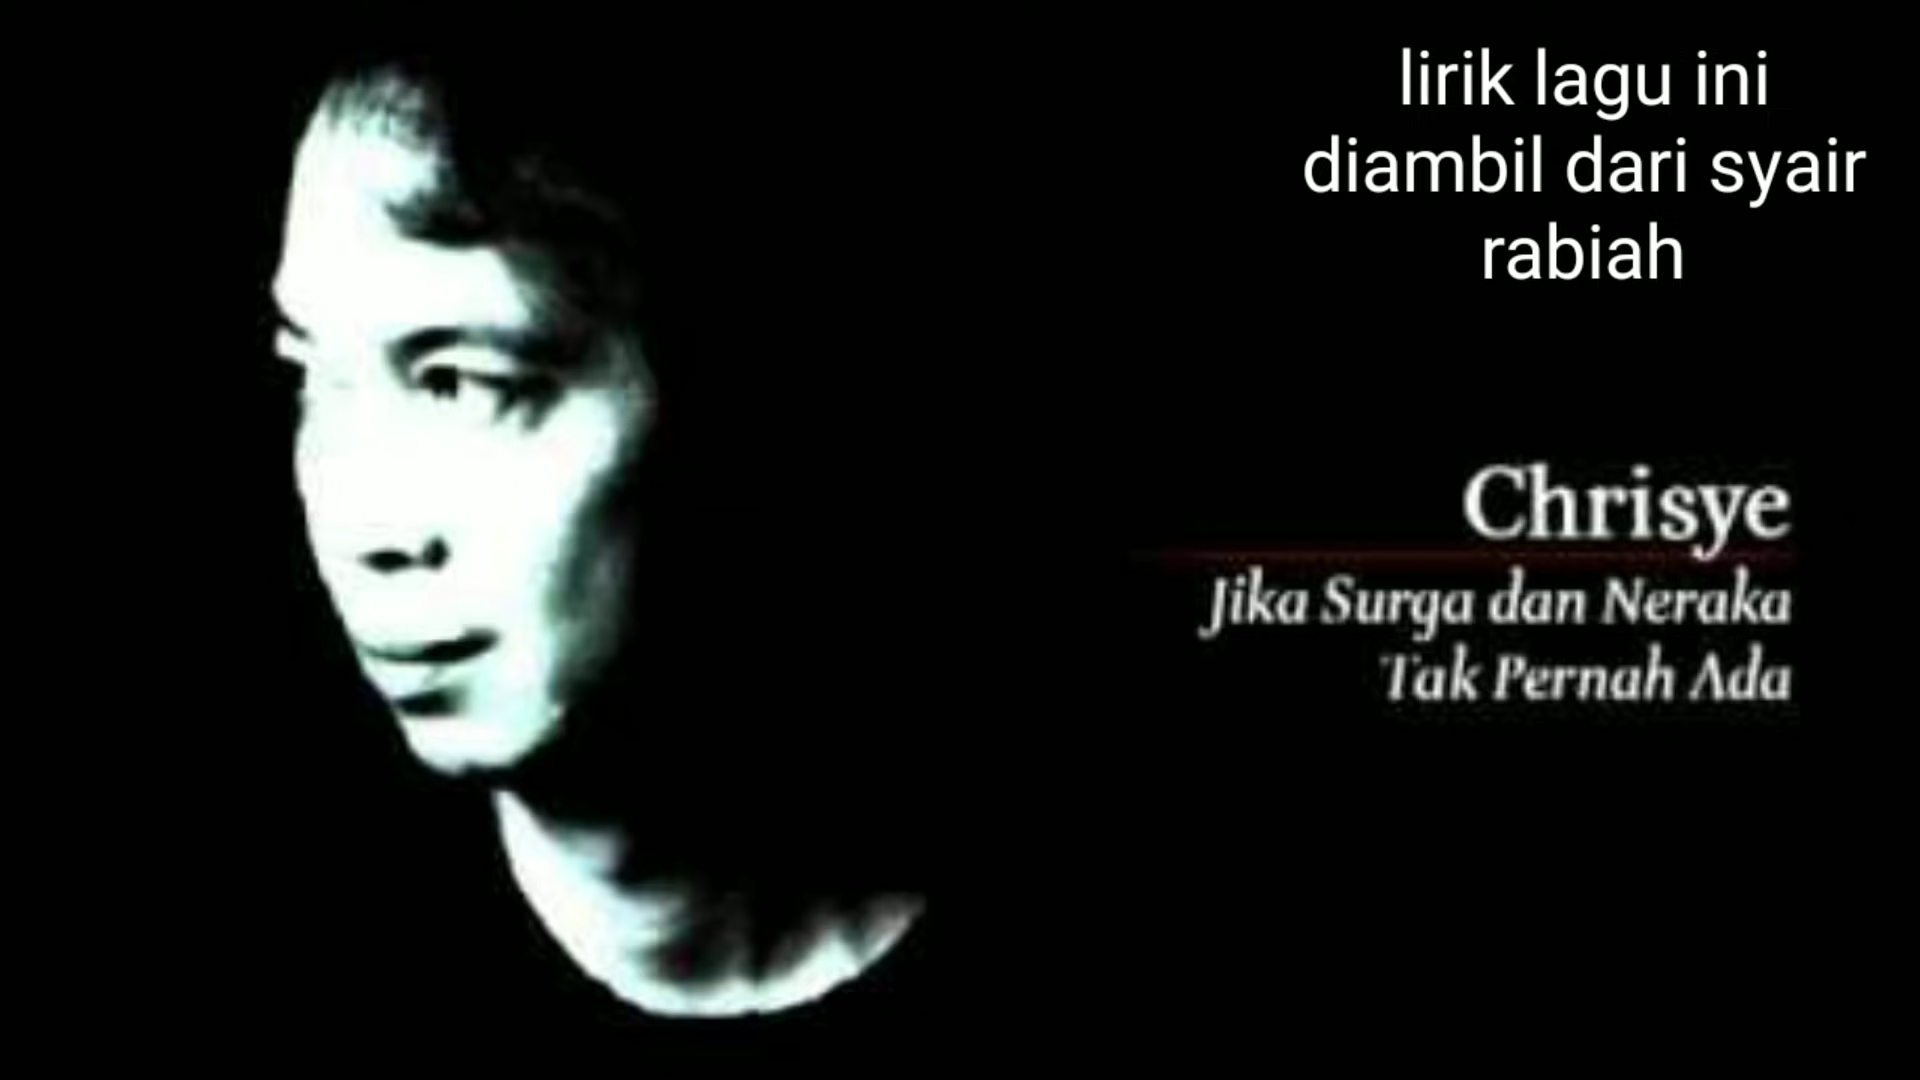 lirik lagu ini
diambil dari syair
rabiah
Chrisye
Jika Surga dan Neraka
Tak Pernah Ada